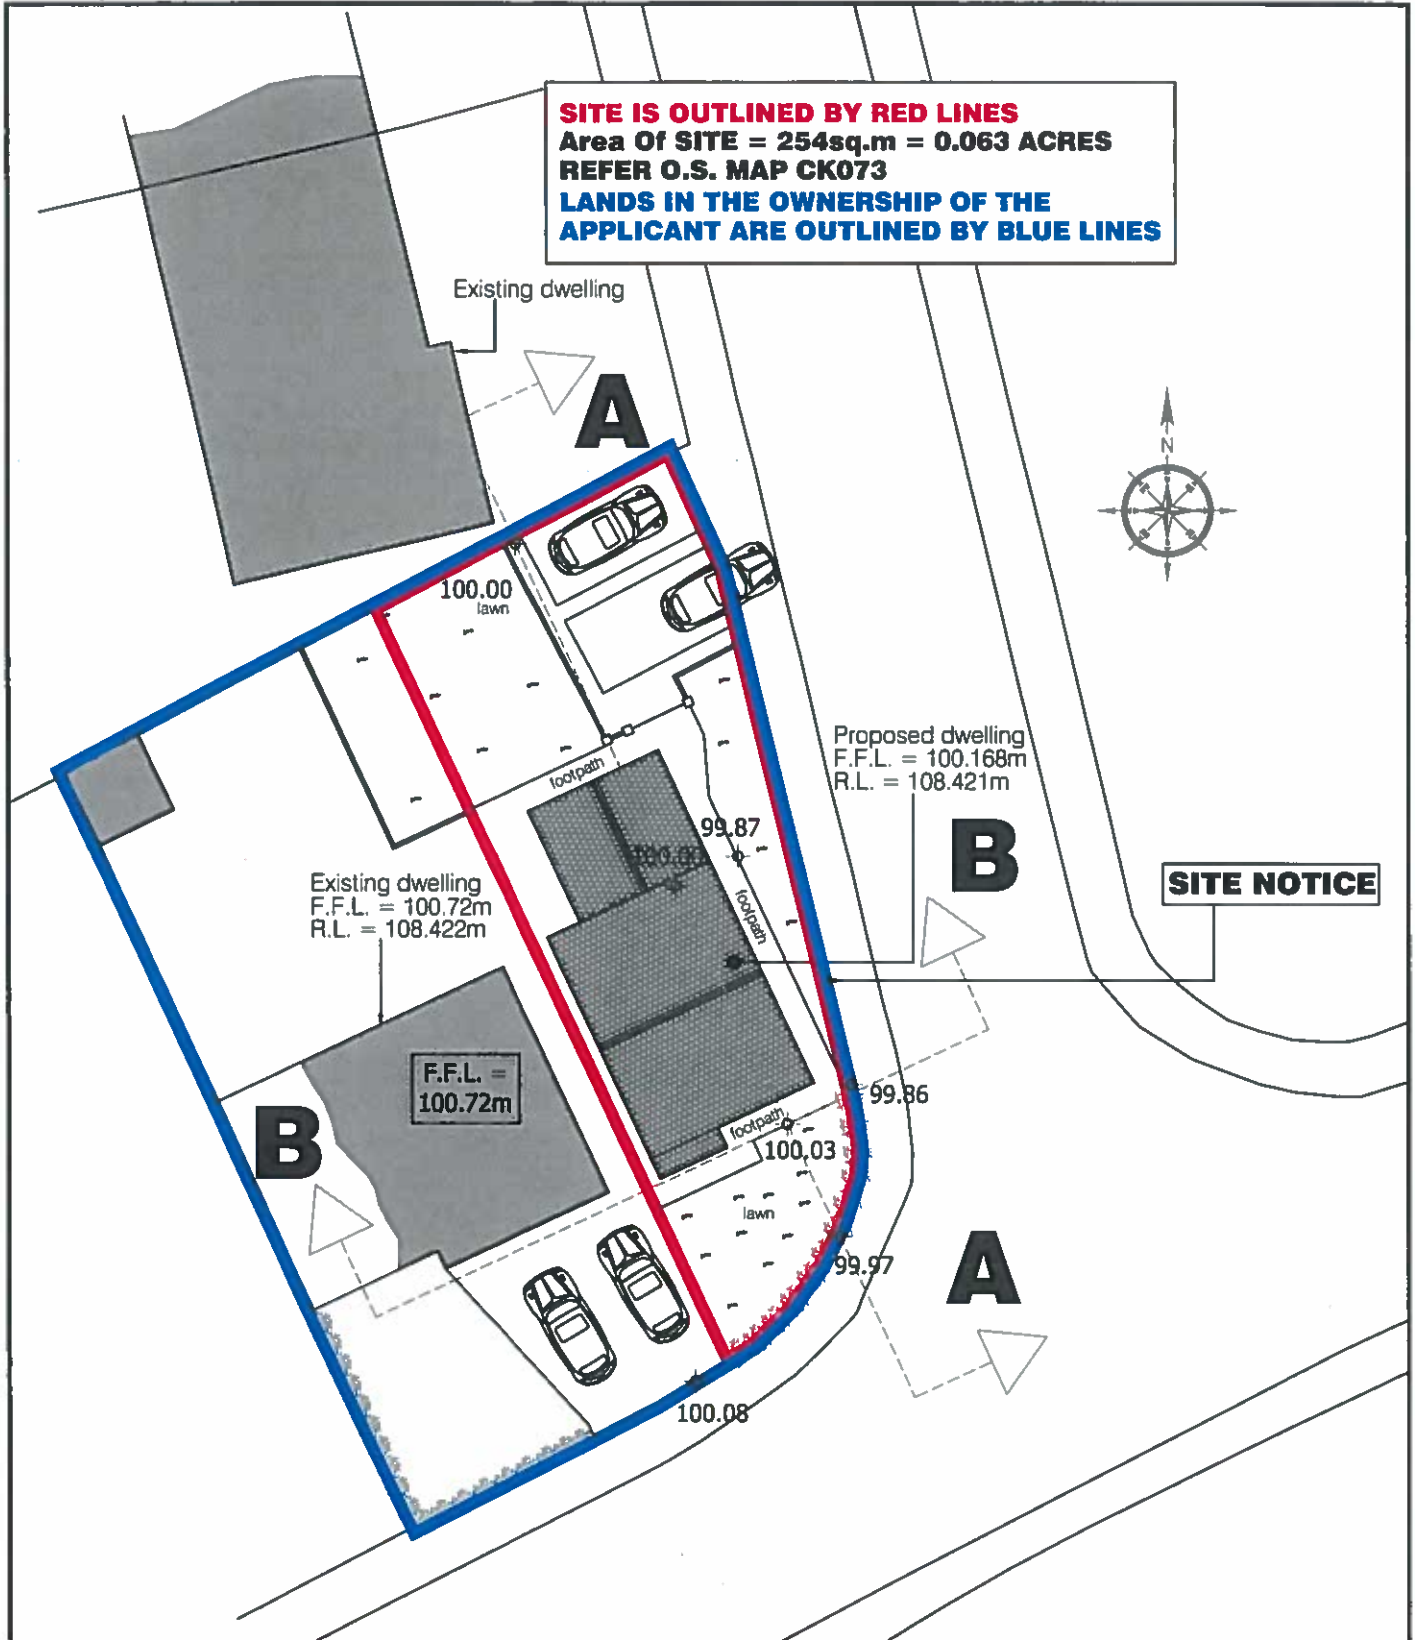 SITE IS OUTLINED BY RED LINES
Area Of SITE = 254sq.m = 0.063 ACRES
REFER O.S. MAP CK073
LANDS IN THE OWNERSHIP OF THE
APPLICANT ARE OUTLINED BY BLUE LINES
Existing dwelling
A
N
100.00
lawn
footpath
Proposed dwelling
F.F.L. = 100.168m
R.L. = 108.421m
99.87
100.00
B
SITE NOTICE
Existing dwelling
F.F.L. = 100.72m
R.L. = 108.422m
footpath
F.F.L. =
100.72m
99.86
B
footpath
100.03
lawn
99.97
A
100.08